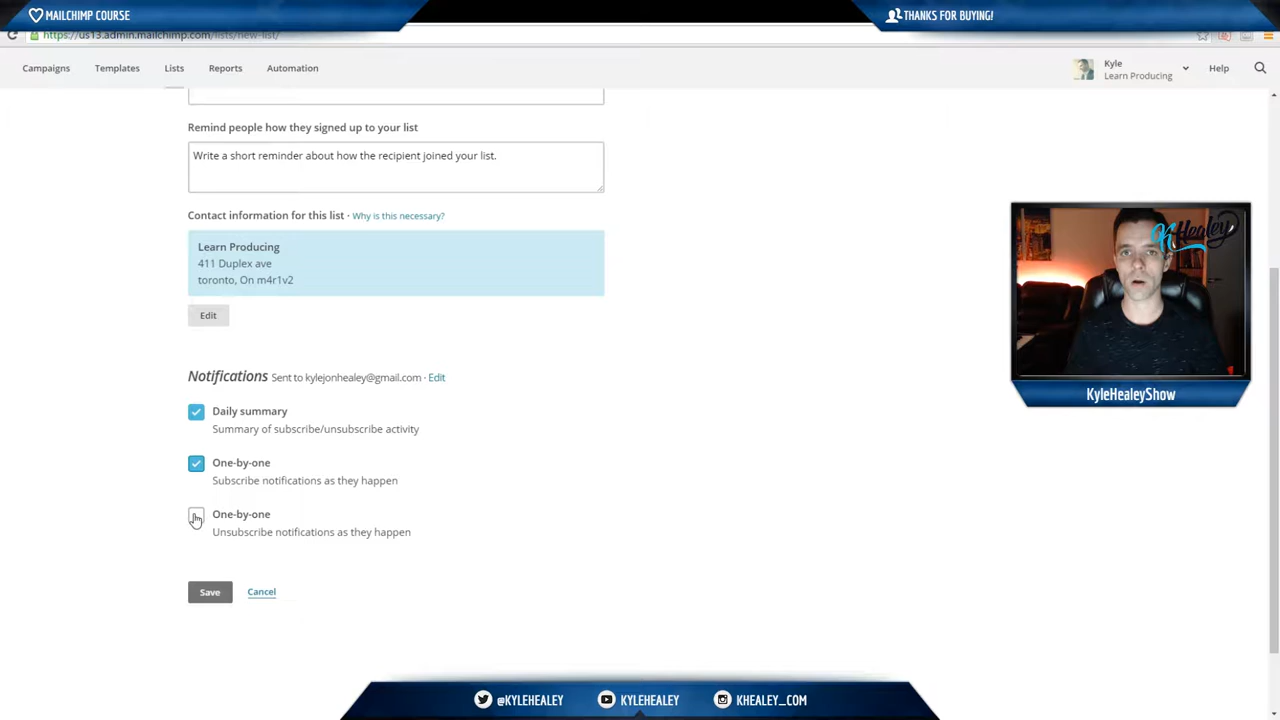 MAILCHIMP COURSE
THANKS FOR BUYING!
https://us13.admin.mailchimp.com/lists/new-list/
Campaigns
Templates
Lists
Reports
Automation
Kyle
Learn Producing
Help
Remind people how they signed up to your list
Write a short reminder about how the recipient joined your list.
Contact information for this list · Why is this necessary?
Learn Producing
411 Duplex ave
toronto, On m4r1v2
Edit
Notifications Sent to kylejonhealey@gmail.com · Edit
Daily summary
Summary of subscribe/unsubscribe activity
One-by-one
Subscribe notifications as they happen
One-by-one
Unsubscribe notifications as they happen
Save
Cancel
KHealey
KyleHealeyShow
@KYLEHEALEY
KYLEHEALEY
KHEALEY_COM